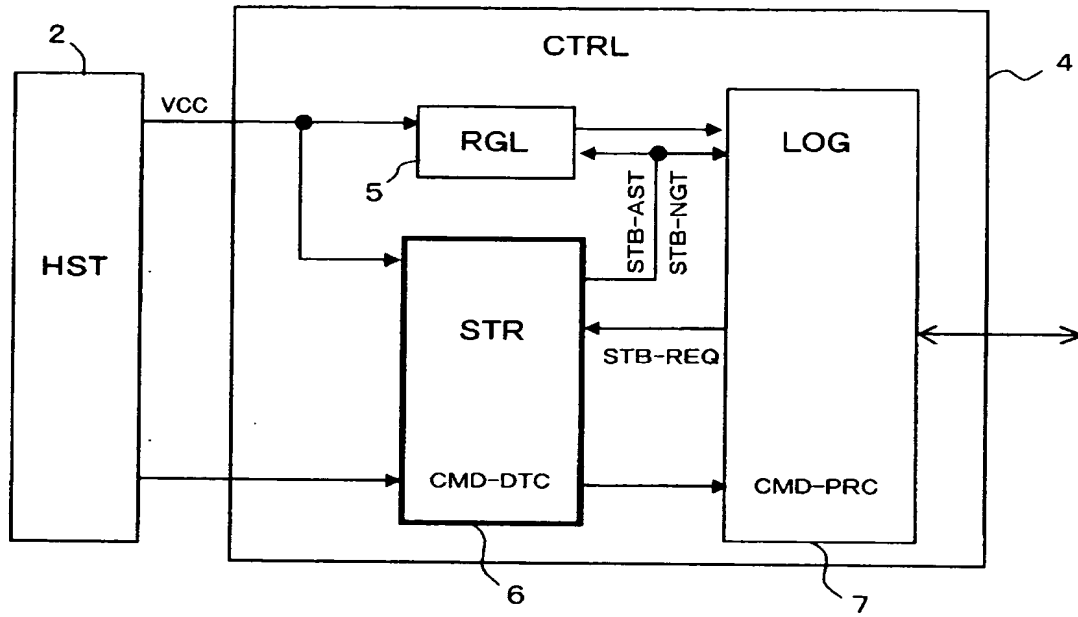 2
CTRL
4
VCC
RGL
LOG
5
STB-AST
STB-NGT
HST
STR
STB-REQ
CMD-DTC
CMD-PRC
6
7